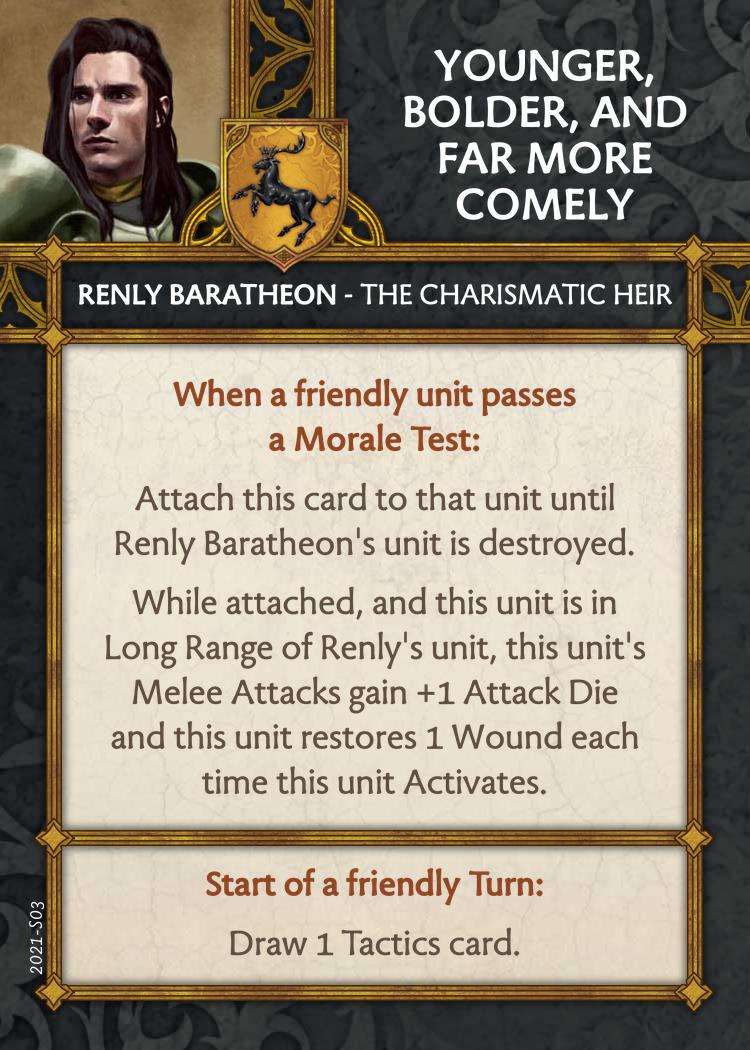 YOUNGER,
BOLDER, AND
FAR MORE
COMELY
RENLY BARATHEON - THE CHARISMATIC HEIR
When a friendly unit passes
a Morale Test:
Attach this card to that unit until
Renly Baratheon's unit is destroyed.
While attached, and this unit is in
Long Range of Renly's unit, this unit's
Melee Attacks gain +1 Attack Die
and this unit restores 1 Wound each
time this unit Activates.
Start of a friendly Turn:
Draw 1 Tactics card.
2021-S03